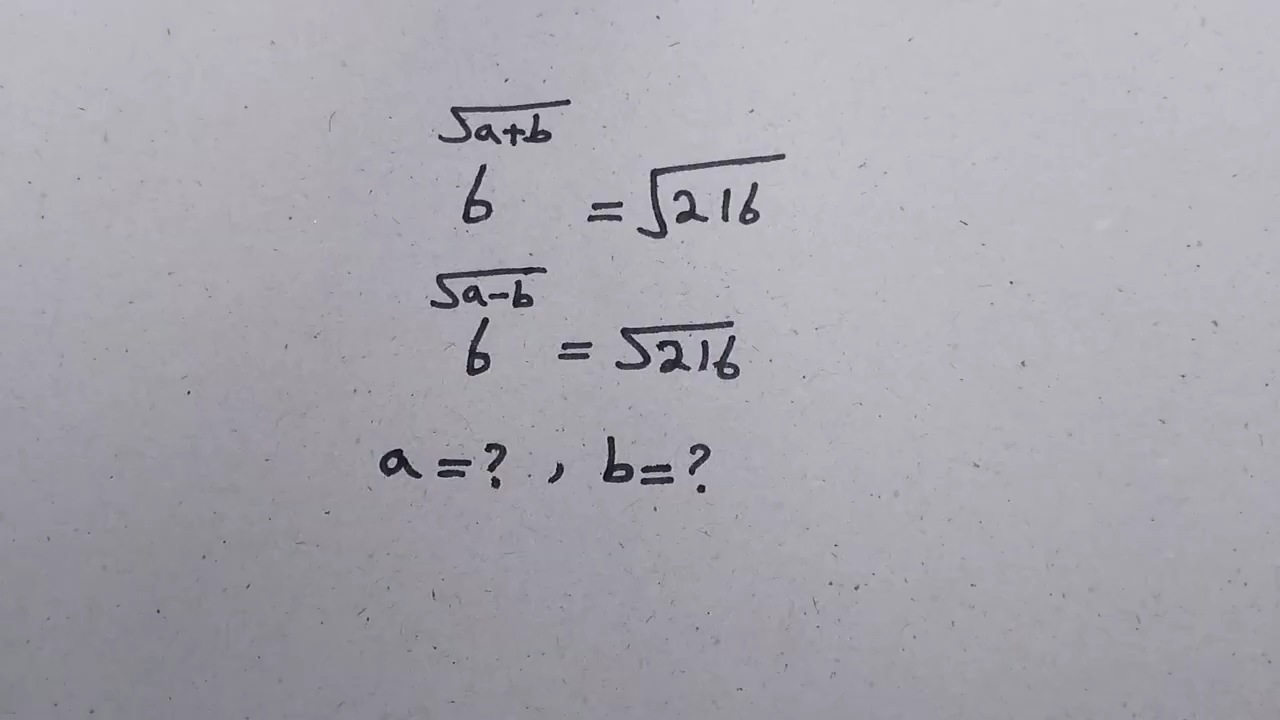 6^√(a+b) = √216
6^√(a-b) = √216
a = ?, b = ?